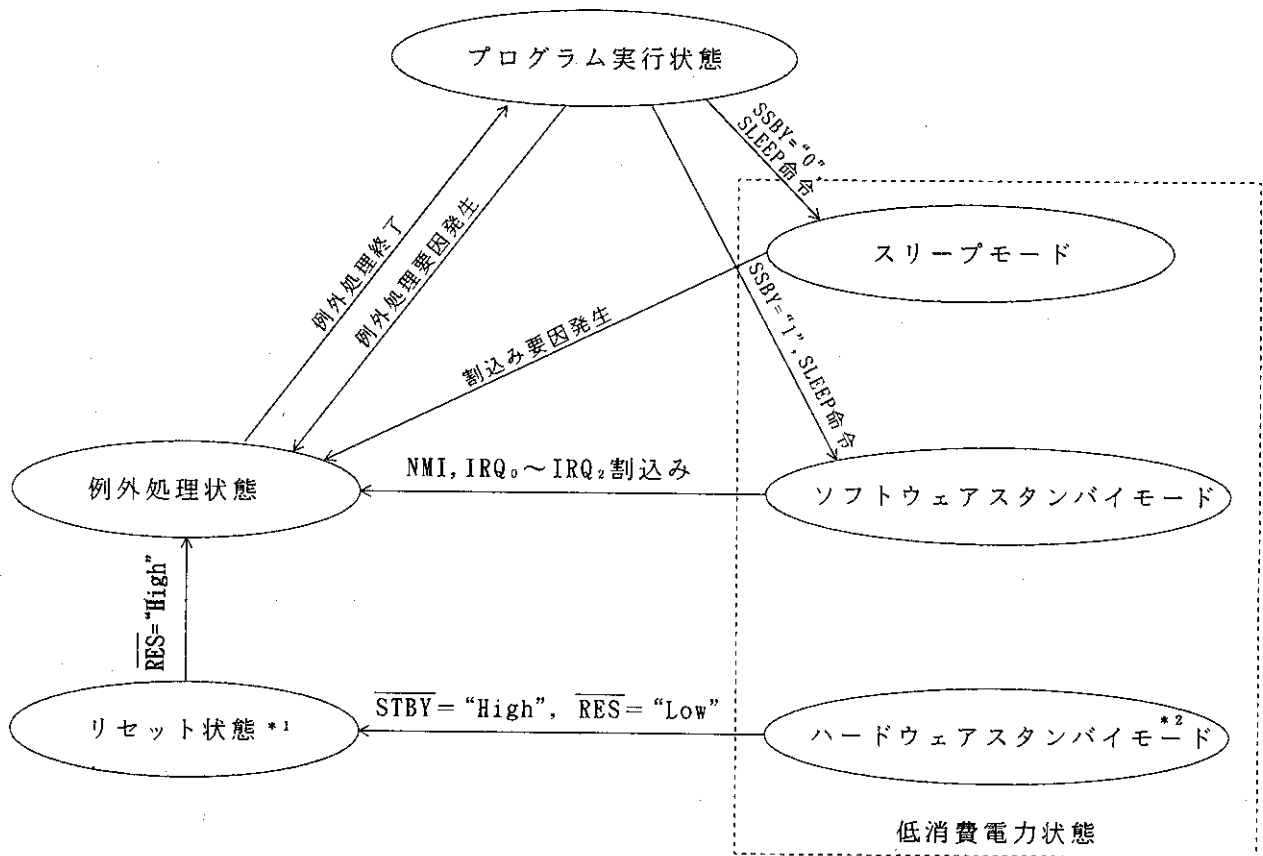 プログラム実行状態
SSBY=“0”,
SLEEP命令
スリープモード
例外処理終了
例外処理要因発生
割込み要因発生
SSBY=“1”, SLEEP命令
例外処理状態
NMI, IRQ₀～IRQ₂割込み
ソフトウェアスタンバイモード
R̅E̅S̅=“High”
リセット状態*1
S̅T̅B̅Y̅=“High”, R̅E̅S̅=“Low”
ハードウェアスタンバイモード*2
低消費電力状態